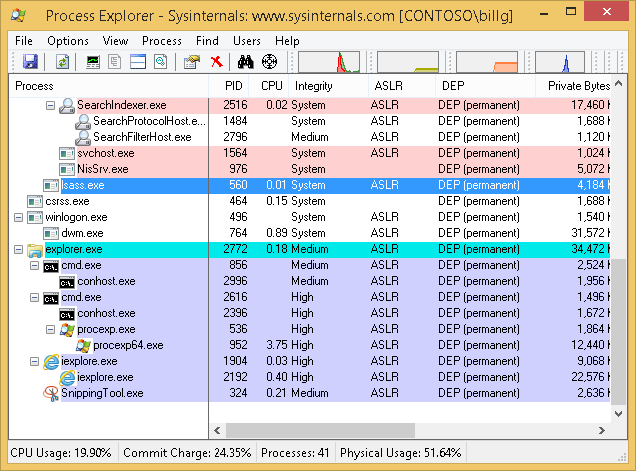 Process Explorer - Sysinternals: www.sysinternals.com [CONTOSO\billg]
File Options View Process Find Users Help
Process PID CPU Integrity ASLR DEP Private Bytes
SearchIndexer.exe 2516 0.02 System ASLR DEP (permanent) 17,460 K
SearchProtocolHost.e... 1484 System ASLR DEP (permanent) 1,688 K
SearchFilterHost.exe 2796 Medium ASLR DEP (permanent) 1,120 K
svchost.exe 1564 System ASLR DEP (permanent) 1,024 K
NisSrv.exe 976 System DEP (permanent) 5,072 K
lsass.exe 560 0.01 System ASLR DEP (permanent) 4,184 K
csrss.exe 464 0.15 System DEP (permanent) 1,688 K
winlogon.exe 496 System ASLR DEP (permanent) 1,540 K
dwm.exe 764 0.89 System ASLR DEP (permanent) 31,572 K
explorer.exe 2772 0.18 Medium ASLR DEP (permanent) 34,472 K
C:\. cmd.exe 856 Medium ASLR DEP (permanent) 2,524 K
C:\. conhost.exe 2996 Medium ASLR DEP (permanent) 1,956 K
C:\. cmd.exe 2616 High ASLR DEP (permanent) 1,496 K
C:\. conhost.exe 2396 High ASLR DEP (permanent) 1,672 K
procexp.exe 536 High ASLR DEP (permanent) 1,864 K
procexp64.exe 952 3.75 High ASLR DEP (permanent) 12,440 K
iexplore.exe 1904 0.03 High ASLR DEP (permanent) 9,068 K
iexplore.exe 2192 0.40 High ASLR DEP (permanent) 22,576 K
SnippingTool.exe 324 0.21 Medium ASLR DEP (permanent) 2,636 K
CPU Usage: 19.90% Commit Charge: 24.35% Processes: 41 Physical Usage: 51.64%